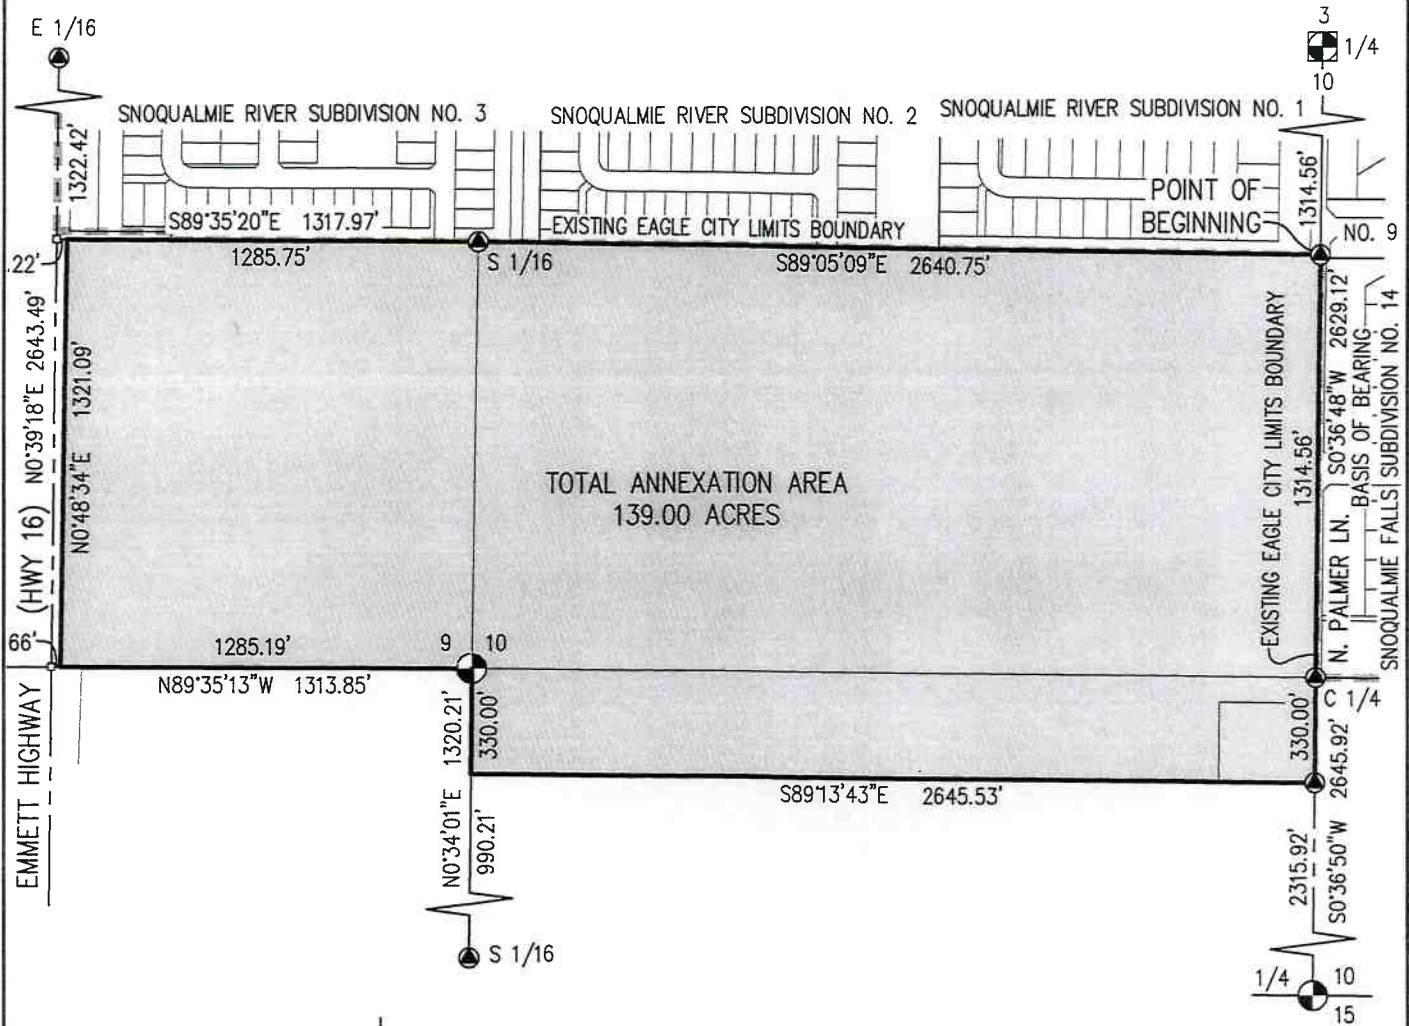 E 1/16
3
1/4
10
SNOQUALMIE RIVER SUBDIVISION NO. 3
SNOQUALMIE RIVER SUBDIVISION NO. 2
SNOQUALMIE RIVER SUBDIVISION NO. 1
1322.42'
1314.56'
POINT OF
BEGINNING
NO. 9
S89°35'20"E 1317.97'
EXISTING EAGLE CITY LIMITS BOUNDARY
.22'
1285.75'
S 1/16
S89°05'09"E 2640.75'
(HWY 16) N0°39'18"E 2643.49'
N0°48'34"E 1321.09'
TOTAL ANNEXATION AREA
139.00 ACRES
EXISTING EAGLE CITY LIMITS BOUNDARY
1314.56'
N. PALMER LN.
S0°36'48"W 2629.12'
BASIS OF BEARING
SNOQUALMIE FALLS SUBDIVISION NO. 14
66'
1285.19'
9
10
N89°35'13"W 1313.85'
C 1/4
EMMETT HIGHWAY
N0°34'01"E 1320.21'
330.00'
990.21'
330.00'
S89°13'43"E 2645.53'
S0°36'50"W 2645.92'
2315.92'
S 1/16
1/4
10
15